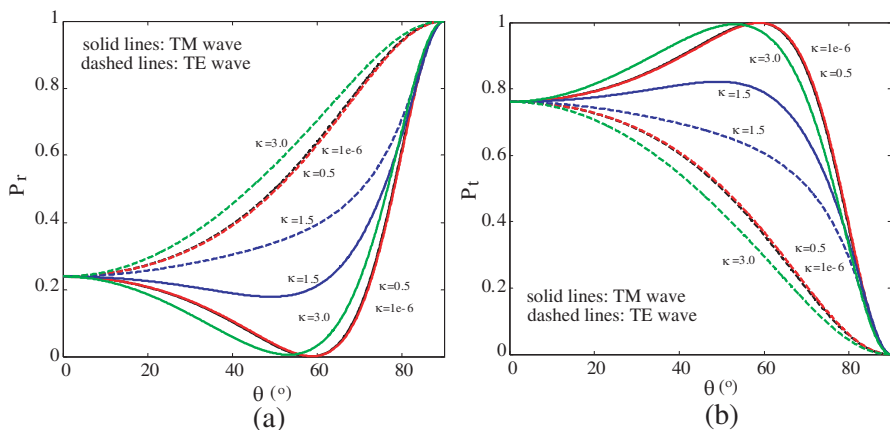 solid lines: TM wave
dashed lines: TE wave
κ=3.0
κ=1e-6
κ=0.5
κ=1.5
κ=1.5
κ=0.5
κ=3.0
κ=1e-6
Pr
1
0.8
0.6
0.4
0.2
0
0 20 40 60 80
θ (°)
(a)
κ=1e-6
κ=3.0
κ=0.5
κ=1.5
κ=1.5
κ=0.5
κ=3.0
κ=1e-6
solid lines: TM wave
dashed lines: TE wave
Pt
1
0.8
0.6
0.4
0.2
0
0 20 40 60 80
θ (°)
(b)